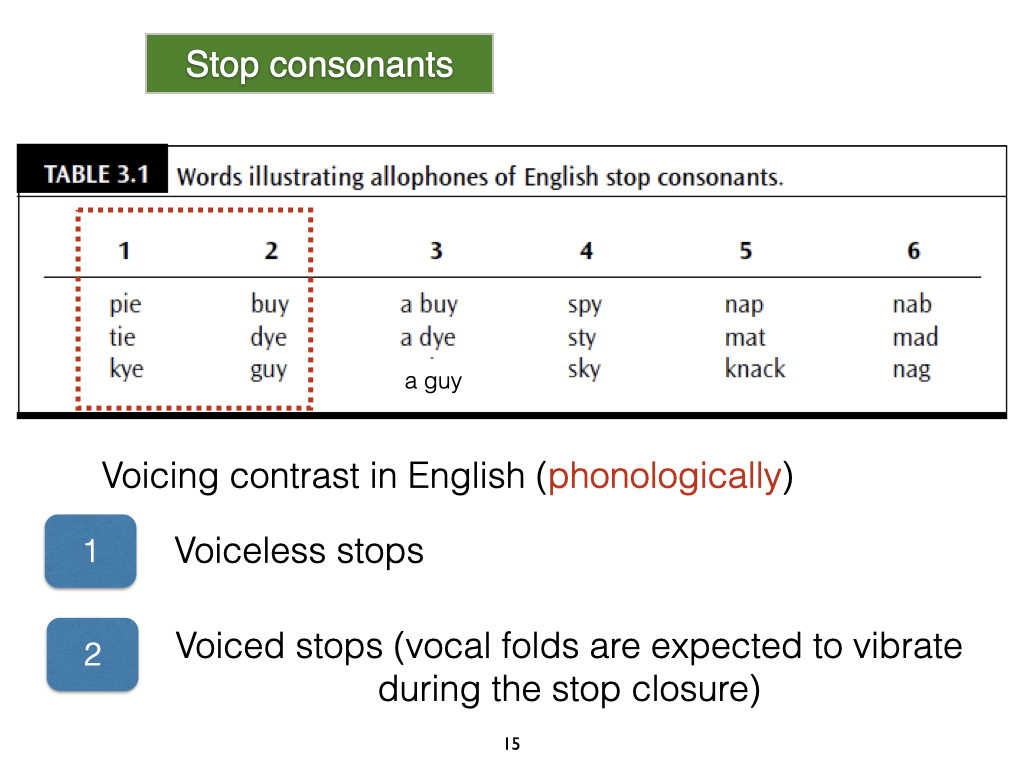 Stop consonants
TABLE 3.1 Words illustrating allophones of English stop consonants.
1 2 3 4 5 6
pie buy a buy spy nap nab
tie dye a dye sty mat mad
kye guy a guy sky knack nag
Voicing contrast in English (phonologically)
1 Voiceless stops
2 Voiced stops (vocal folds are expected to vibrate
during the stop closure)
15